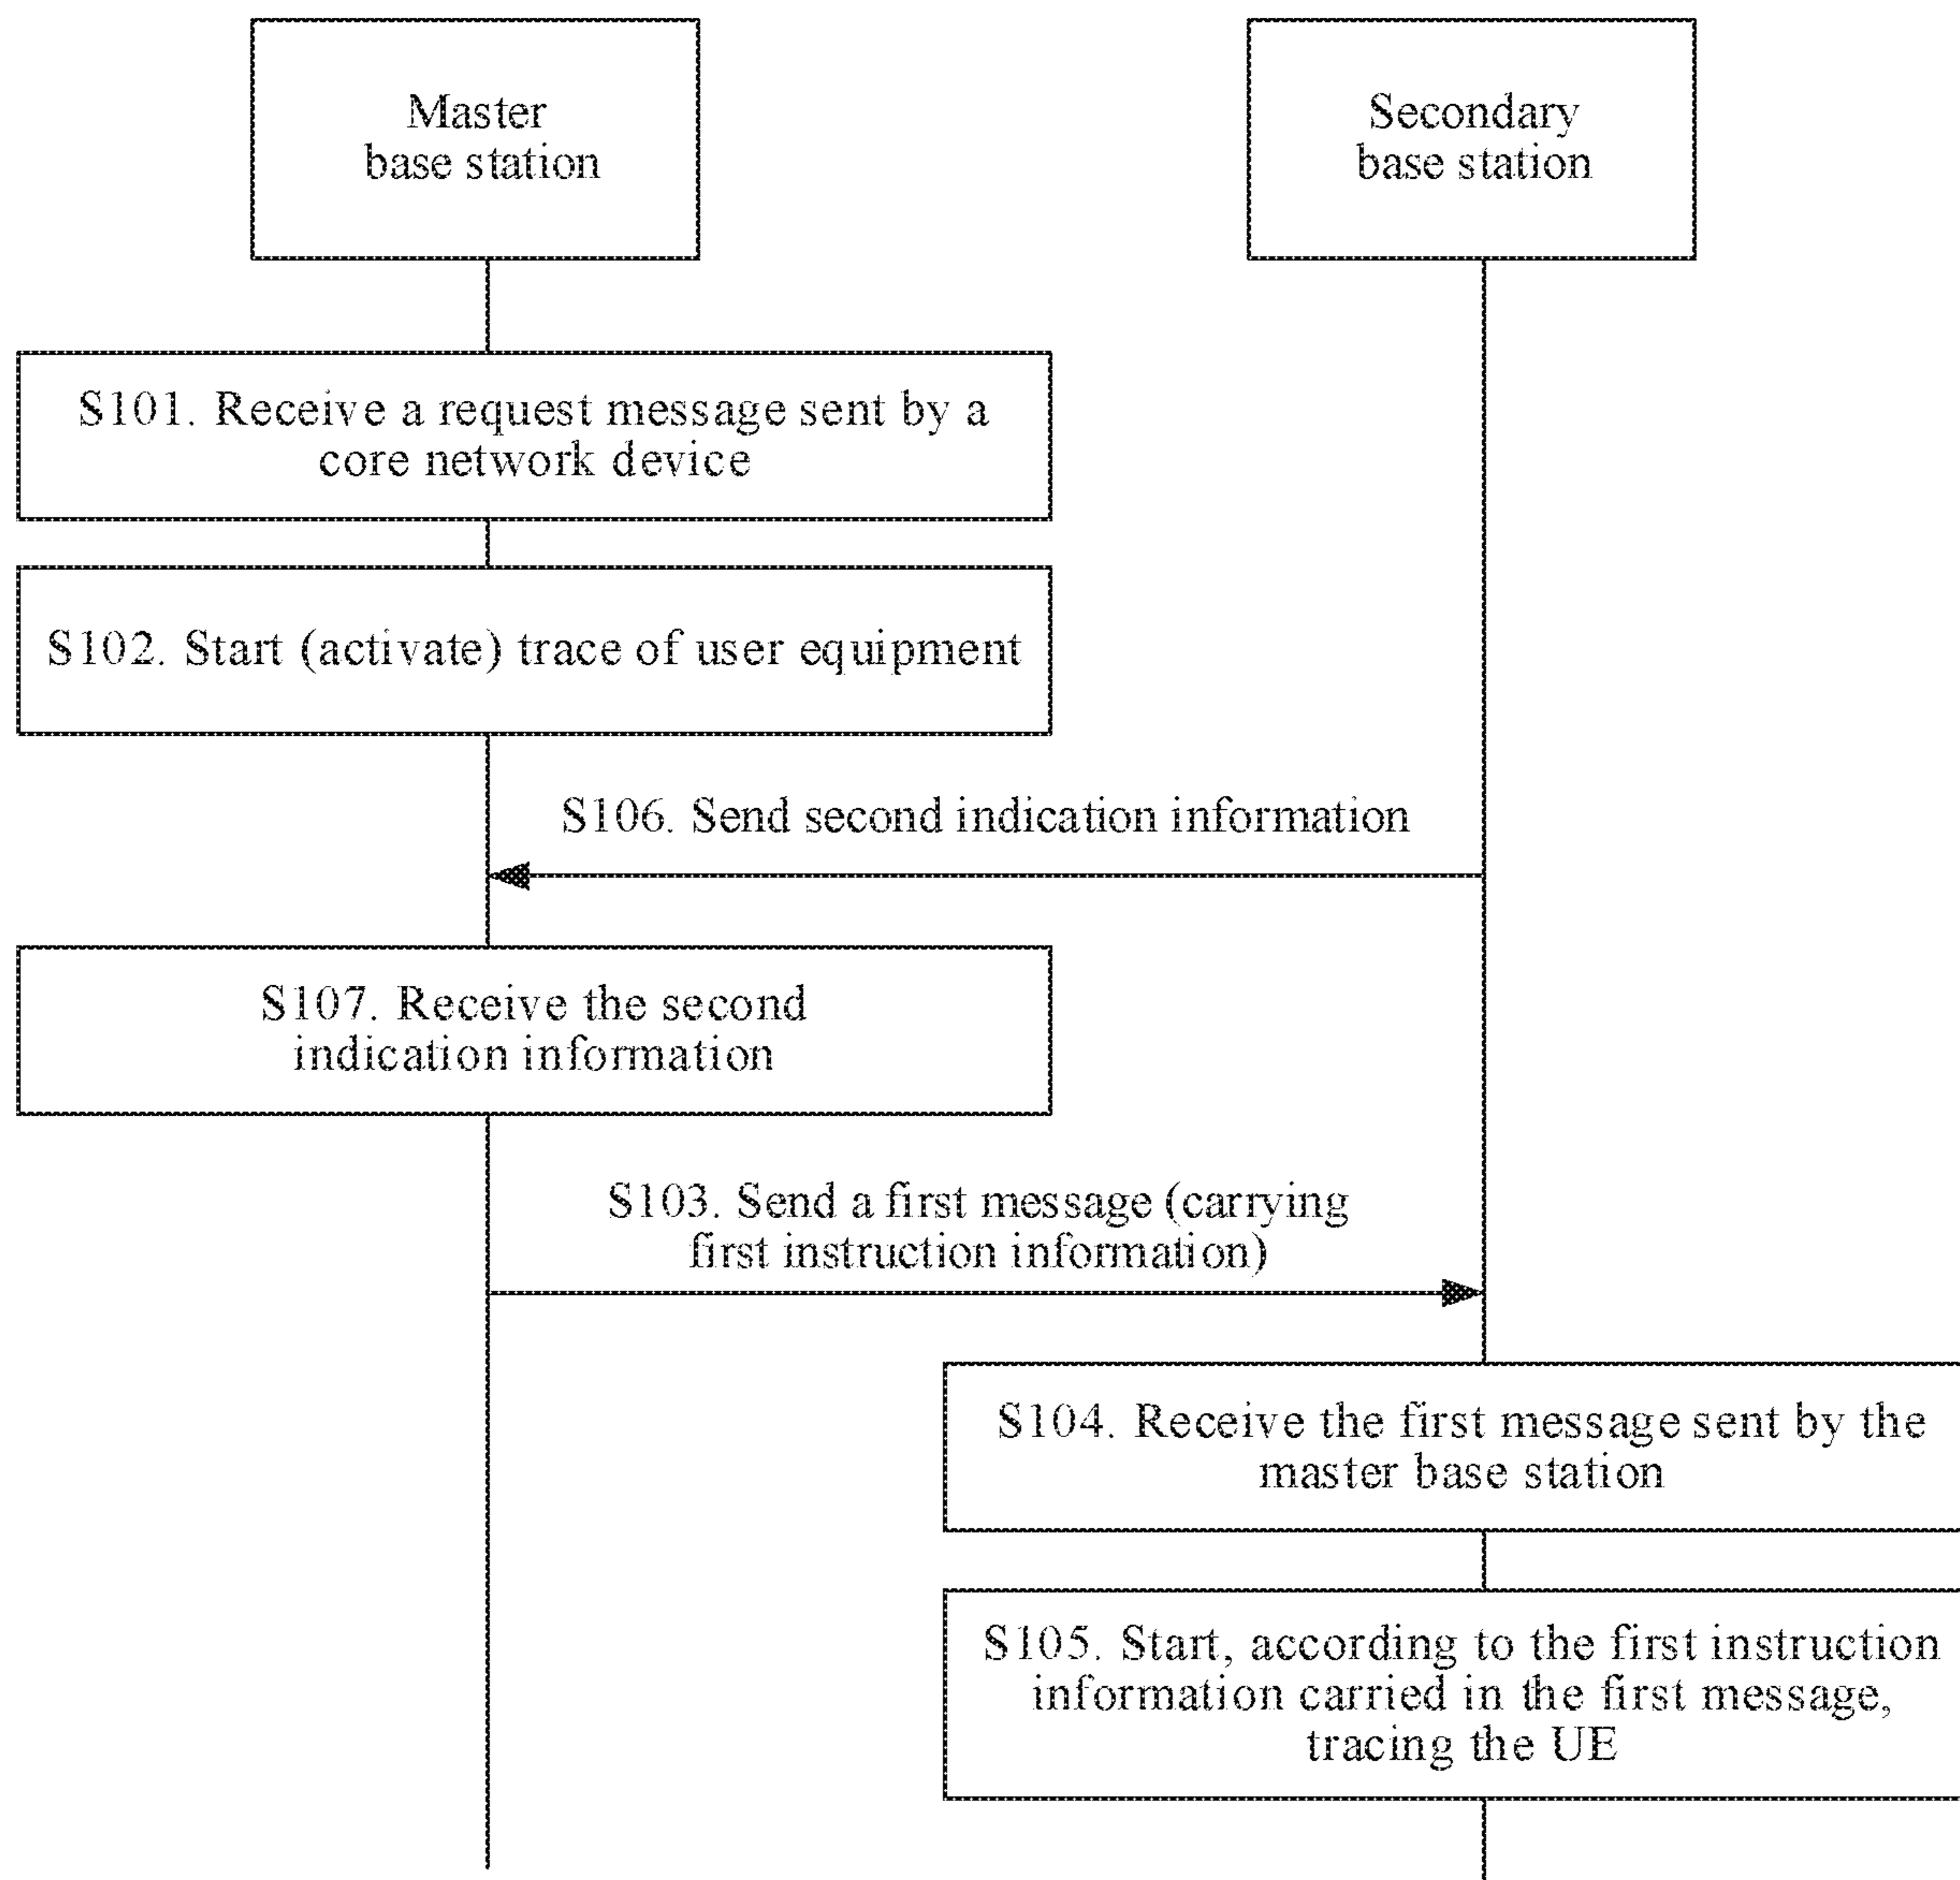 Master
base station
Secondary
base station
S101. Receive a request message sent by a
core network device
S102. Start (activate) trace of user equipment
S106. Send second indication information
S107. Receive the second
indication information
S103. Send a first message (carrying
first instruction information)
S104. Receive the first message sent by the
master base station
S105. Start, according to the first instruction
information carried in the first message,
tracing the UE